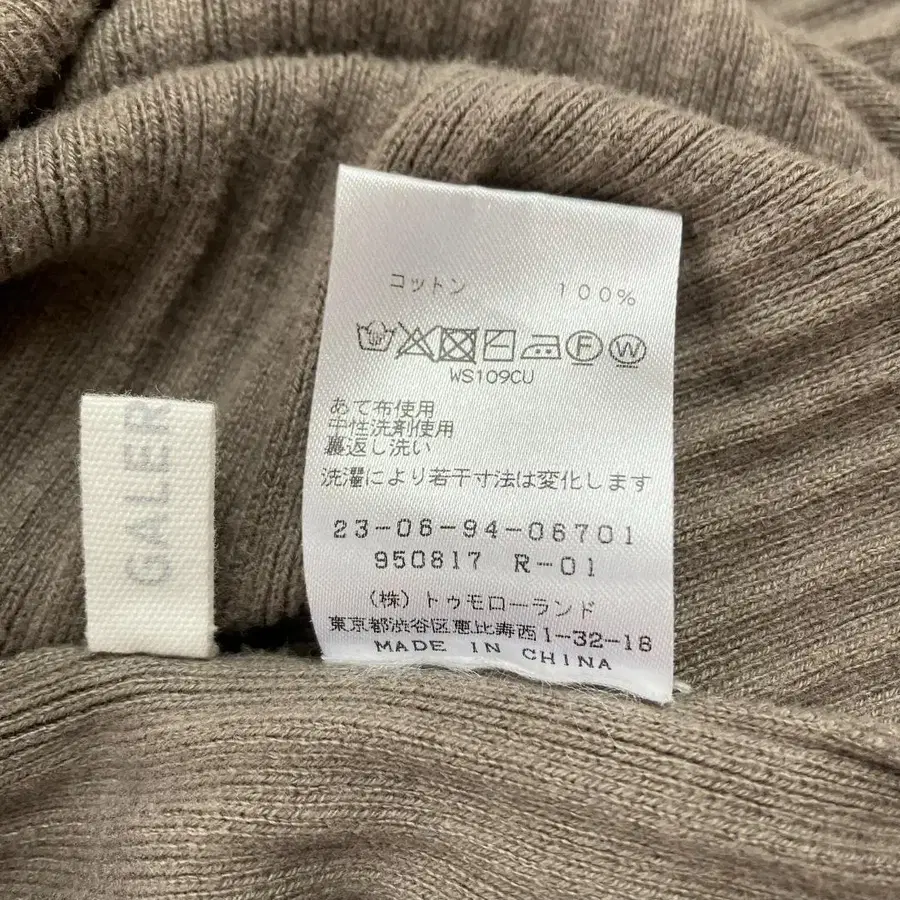 コットン 100%
WS109CU
あて布使用
中性洗剤使用
裏返し洗い
洗濯により若干寸法は変化します
23-06-94-06701
950817 R-01
(株)トゥモローランド
東京都渋谷区恵比寿西1-32-18
MADE IN CHINA
GALER